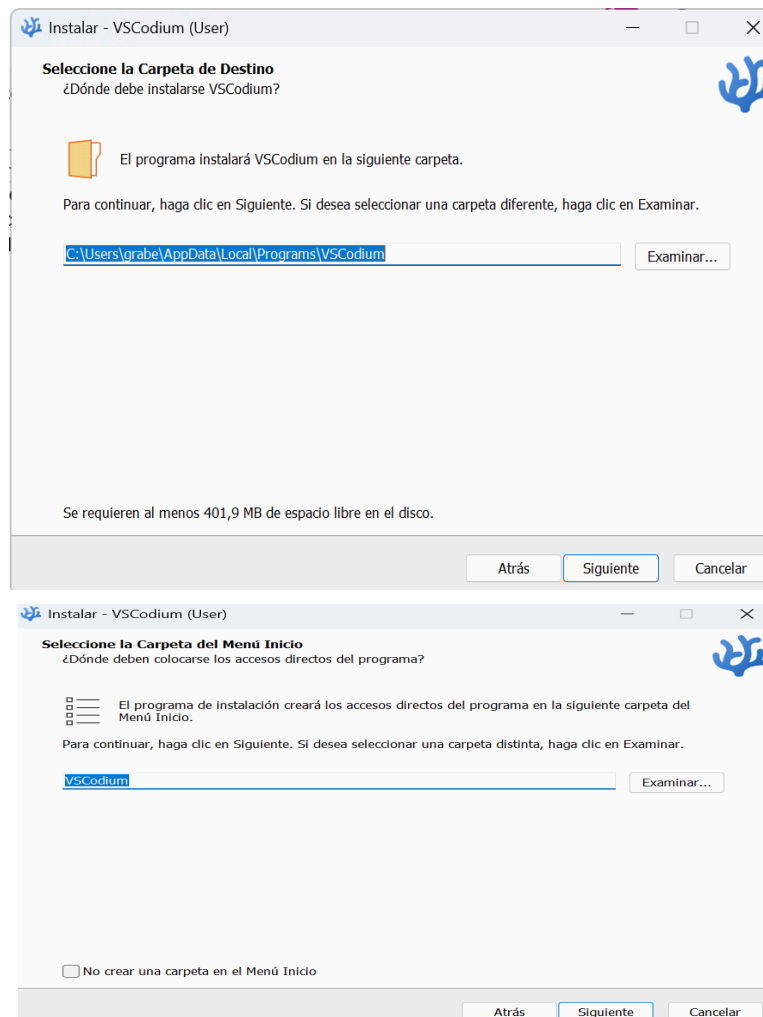 Instalar - VSCodium (User)
Seleccione la Carpeta de Destino
¿Dónde debe instalarse VSCodium?
El programa instalará VSCodium en la siguiente carpeta.
Para continuar, haga clic en Siguiente. Si desea seleccionar una carpeta diferente, haga clic en Examinar.
C:\Users\grabe\AppData\Local\Programs\VSCodium
Examinar...
Se requieren al menos 401,9 MB de espacio libre en el disco.
Atrás Siguiente Cancelar
Instalar - VSCodium (User)
Seleccione la Carpeta del Menú Inicio
¿Dónde deben colocarse los accesos directos del programa?
El programa de instalación creará los accesos directos del programa en la siguiente carpeta del
Menú Inicio.
Para continuar, haga clic en Siguiente. Si desea seleccionar una carpeta distinta, haga clic en Examinar.
VSCodium
Examinar...
No crear una carpeta en el Menú Inicio
Atrás Siguiente Cancelar